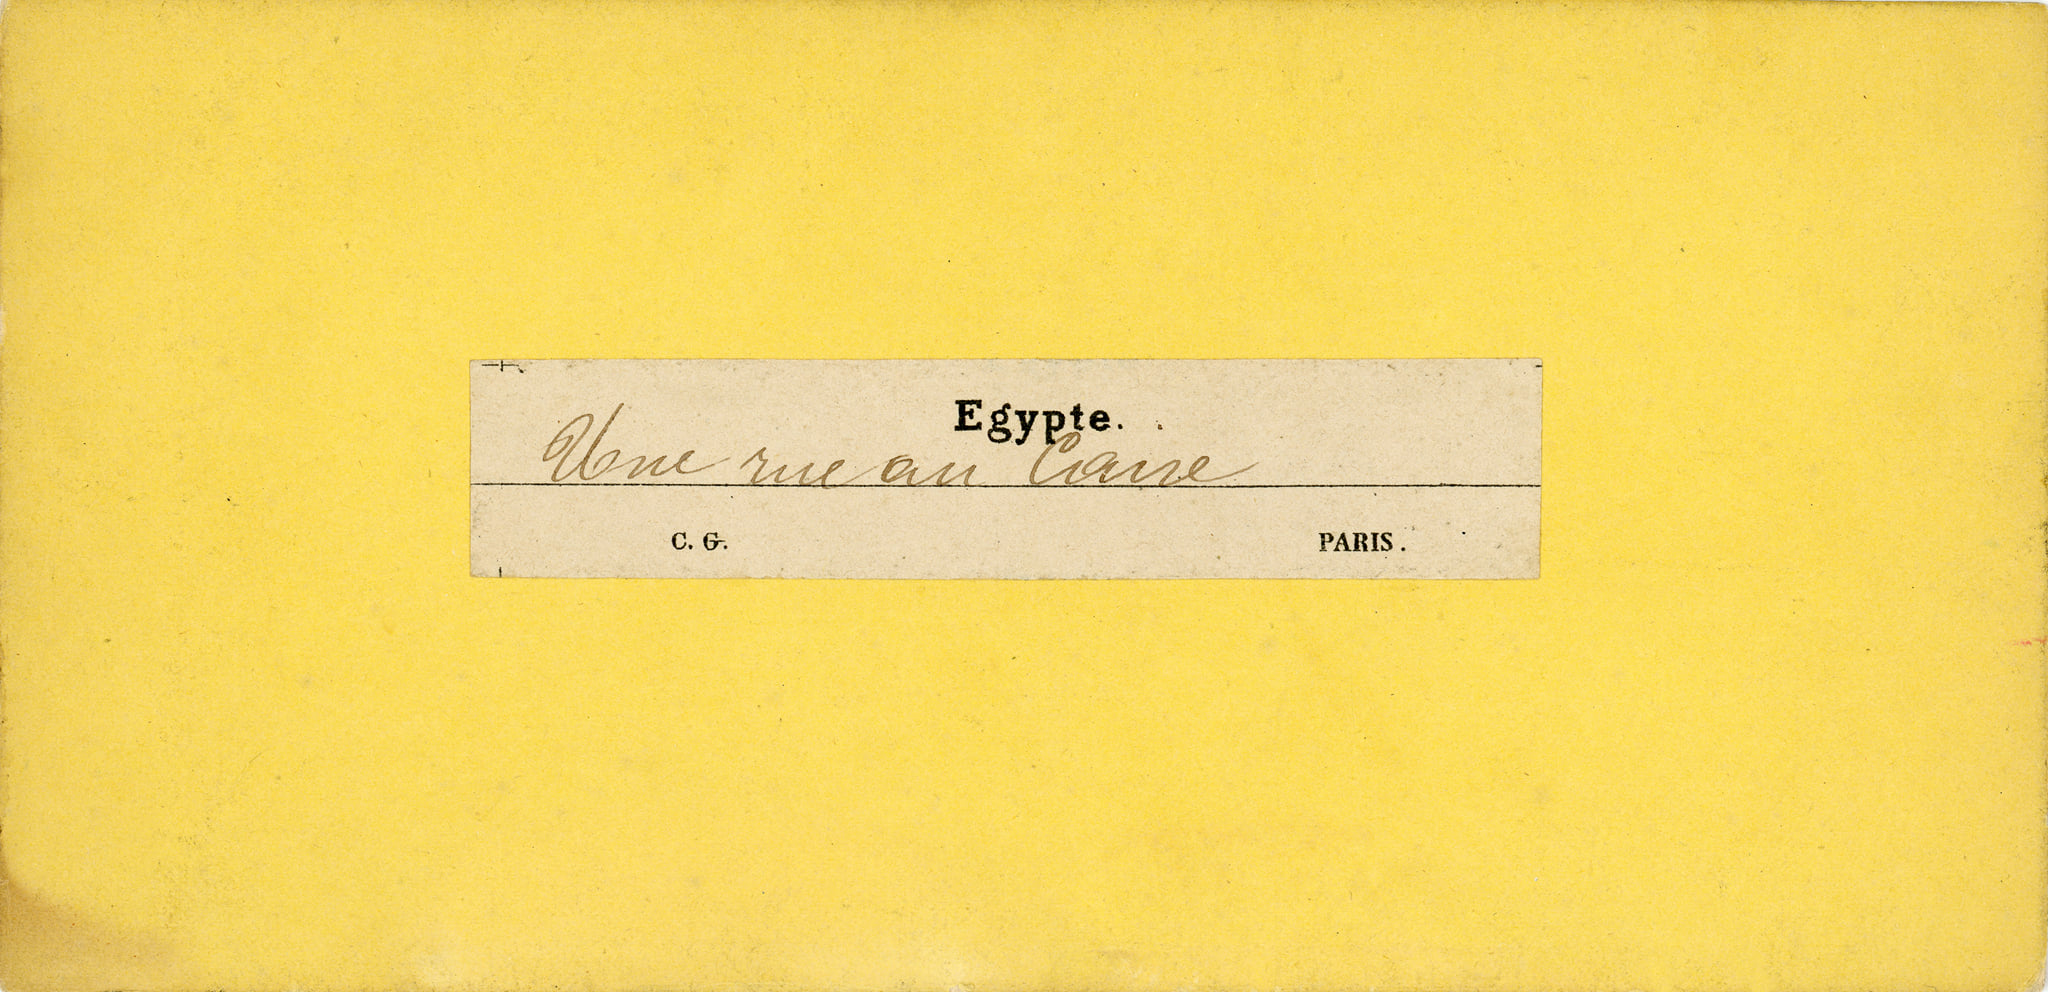 Egypte.
Une rue au Caire
C. G. PARIS.